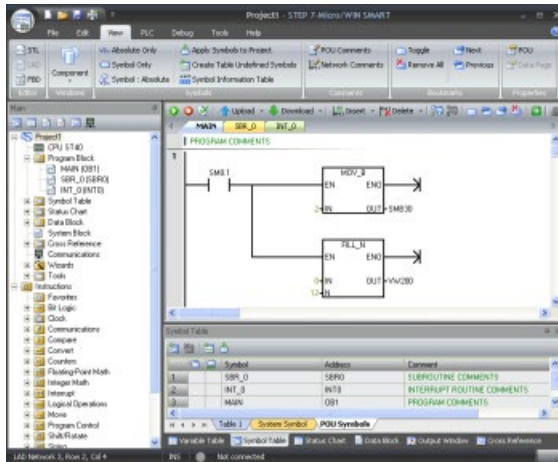 Project1 - STEP 7-Micro/WIN SMART
File Edit View PLC Debug Tools Help
STL Absolute Only Apply Symbols to Project POU Comments Toggle Next POU
LAD Component Symbol Only Create Table Undefined Symbols Network Comments Remove All Previous Data Page
FBD Symbol : Absolute Symbol Information Table
Editor Windows Symbols Comments Bookmarks Properties
Main
Upload Download Insert Delete
MAIN SBR_0 INT_0
PROGRAM COMMENTS
Project1
CPU ST40
Program Block
MAIN (OB1)
SBR_0 (SBR0)
INT_0 (INT0)
Symbol Table
Status Chart
Data Block
System Block
Cross Reference
Communications
Wizards
Tools
Instructions
Favorites
Bit Logic
Clock
Communications
Compare
Convert
Counters
Floating-Point Math
Integer Math
Interrupt
Logical Operations
Move
Program Control
Shift/Rotate
String
1
SM0.1
MOV_B
EN ENO
2 IN OUT SMB30
FILL_N
EN ENO
0 IN OUT VW200
12 N
Symbol Table
Symbol Address Comment
1 SBR_0 SBR0 SUBROUTINE COMMENTS
2 INT_0 INT0 INTERRUPT ROUTINE COMMENTS
3 MAIN OB1 PROGRAM COMMENTS
Table 1 System Symbol POU Symbols
Variable Table Symbol Table Status Chart Data Block Output Window Cross Reference
LAD Network 3, Row 2, Col 4 INS Not connected